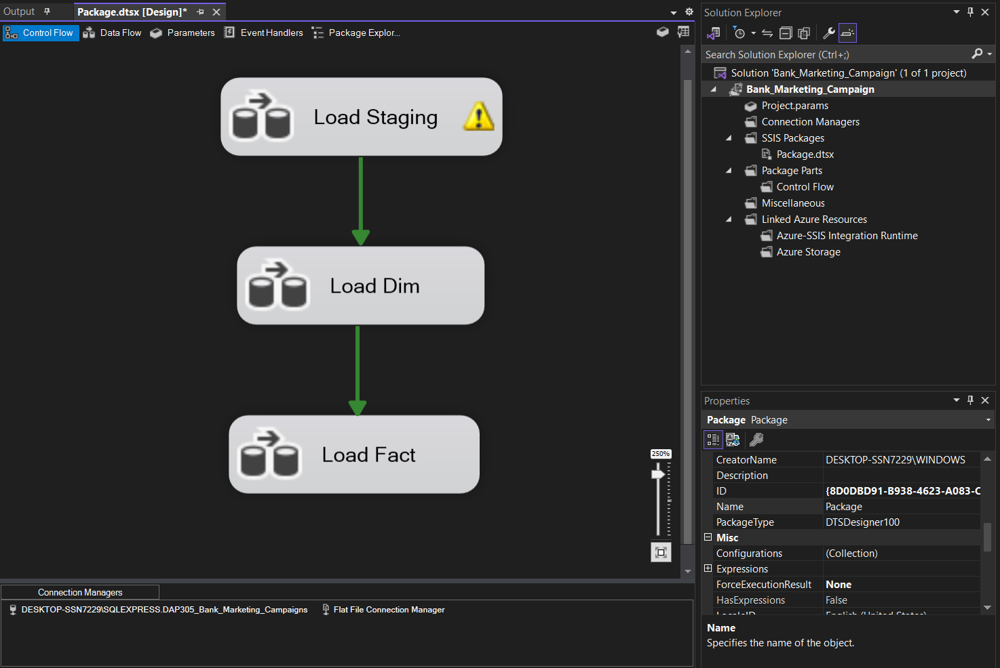 Output
Package.dtsx [Design]*
Control Flow
Data Flow
Parameters
Event Handlers
Package Explor...
Load Staging
Load Dim
Load Fact
250%
Connection Managers
DESKTOP-SSN7229\SQLEXPRESS.DAP305_Bank_Marketing_Campaigns
Flat File Connection Manager
Solution Explorer
Search Solution Explorer (Ctrl+;)
Solution 'Bank_Marketing_Campaign' (1 of 1 project)
Bank_Marketing_Campaign
Project.params
Connection Managers
SSIS Packages
Package.dtsx
Package Parts
Control Flow
Miscellaneous
Linked Azure Resources
Azure-SSIS Integration Runtime
Azure Storage
Properties
Package Package
CreatorName DESKTOP-SSN7229\WINDOWS
Description
ID {8D0DBD91-B938-4623-A083-C
Name Package
PackageType DTSDesigner100
Misc
Configurations (Collection)
Expressions
ForceExecutionResult None
HasExpressions False
LocaleID English (United States)
Name
Specifies the name of the object.